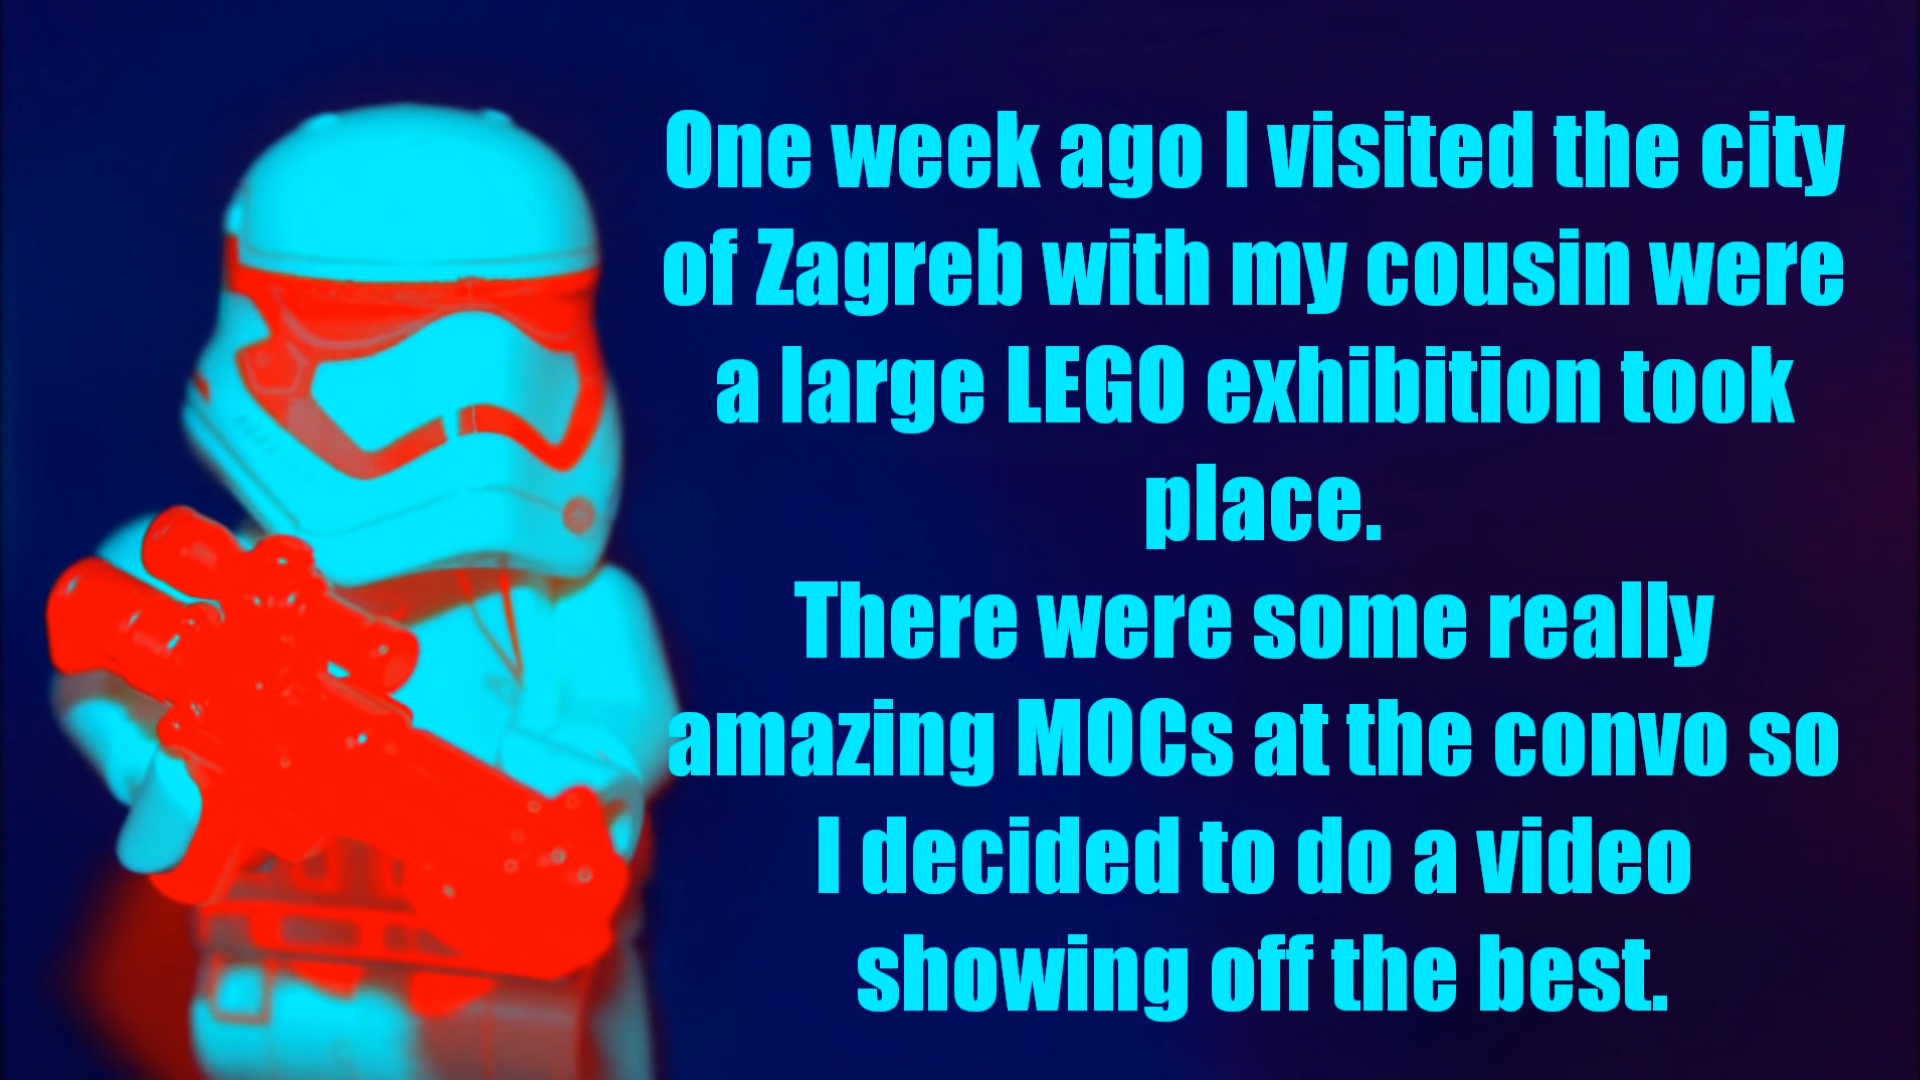 One week ago I visited the city
of Zagreb with my cousin were
a large LEGO exhibition took
place.
There were some really
amazing MOCs at the convo so
I decided to do a video
showing off the best.